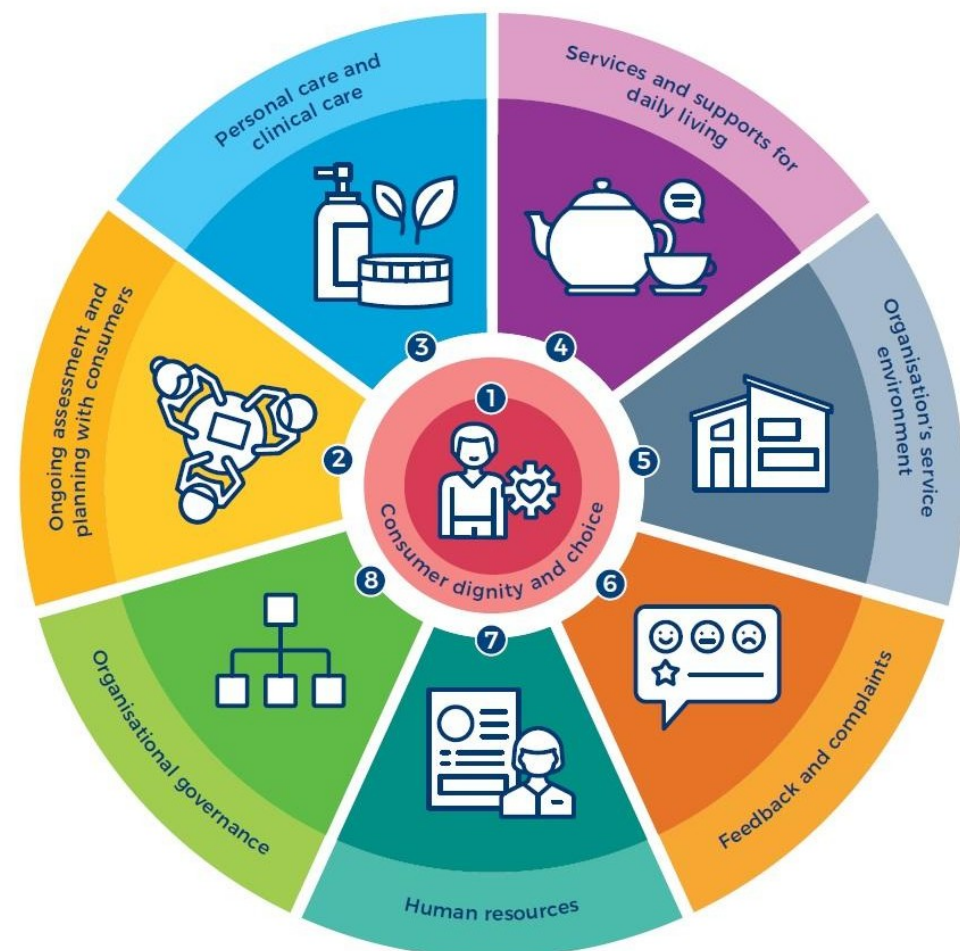 1
Consumer dignity and choice
2
Ongoing assessment and
planning with consumers
3
Personal care and
clinical care
4
Services and supports for
daily living
5
Organisation's service
environment
6
Feedback and complaints
7
Human resources
8
Organisational governance